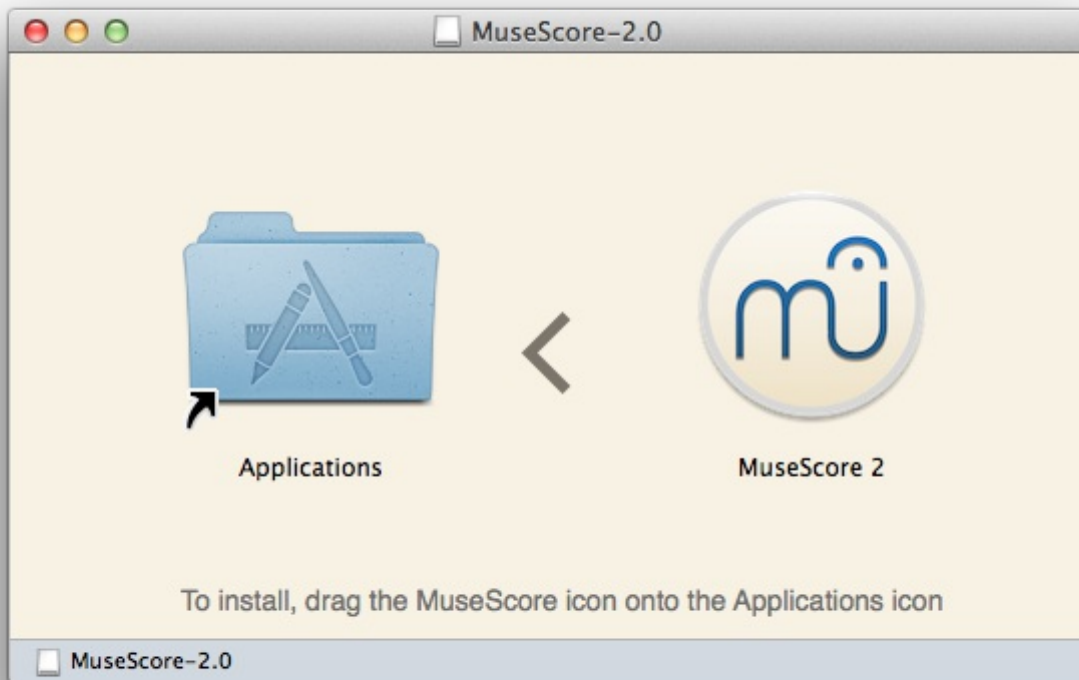 MuseScore-2.0
mu
Applications
MuseScore 2
To install, drag the MuseScore icon onto the Applications icon
MuseScore-2.0